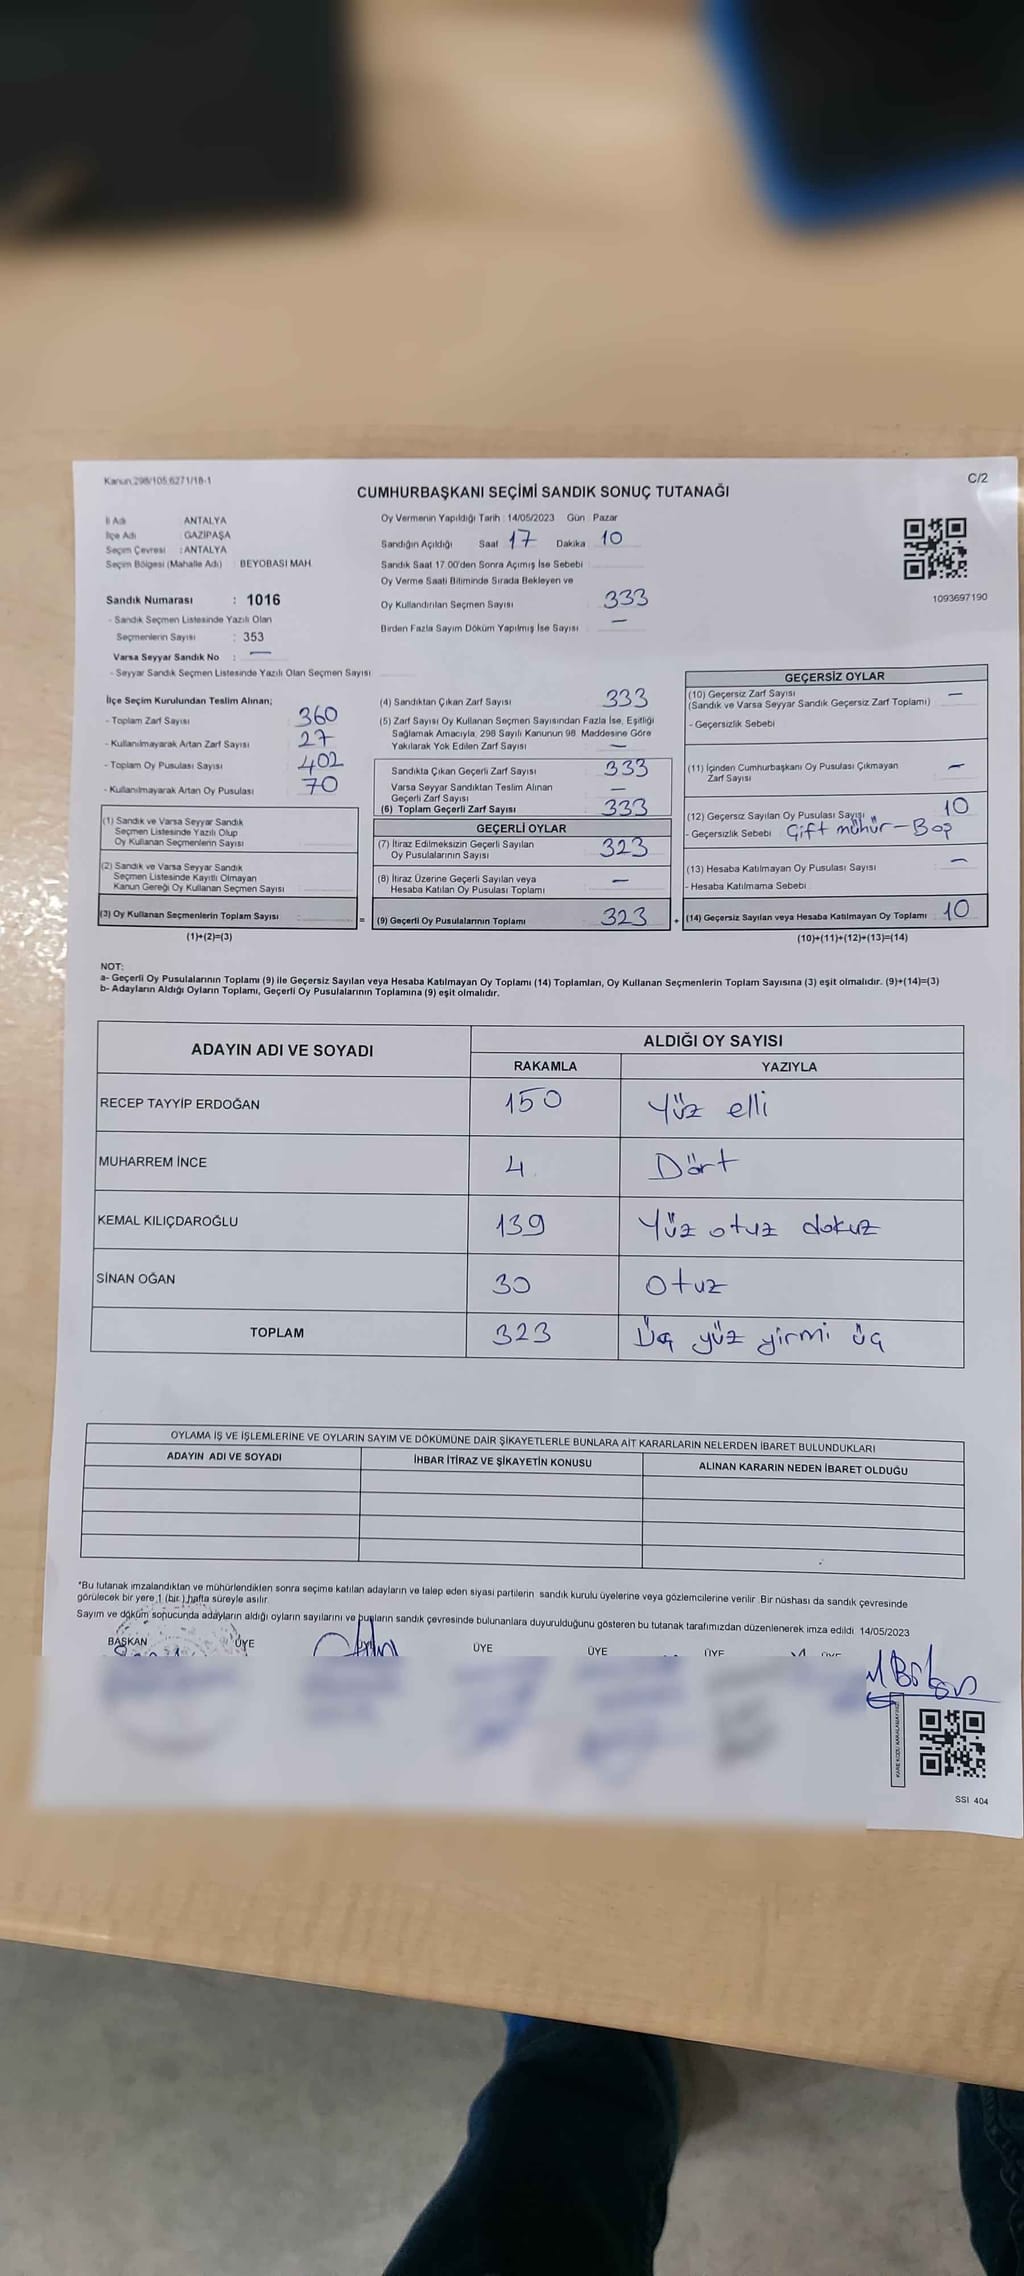 Kanun.298/105.6271/18-1
C/2
CUMHURBAŞKANI SEÇİMİ SANDIK SONUÇ TUTANAĞI
İl Adı ANTALYA
İlçe Adı : GAZİPAŞA
Seçim Çevresi : ANTALYA
Seçim Bölgesi (Mahalle Adı) : BEYOBASI MAH.
Sandık Numarası : 1016
- Sandık Seçmen Listesinde Yazılı Olan
Seçmenlerin Sayısı : 353
Varsa Seyyar Sandık No : —
- Seyyar Sandık Seçmen Listesinde Yazılı Olan Seçmen Sayısı
Oy Vermenin Yapıldığı Tarih : 14/05/2023 Gün : Pazar
Sandığın Açıldığı Saat 17 Dakika 10
Sandık Saat 17.00'den Sonra Açımış İse Sebebi
Oy Verme Saati Bitiminde Sırada Bekleyen ve
Oy Kullandırılan Seçmen Sayısı 333
Birden Fazla Sayım Döküm Yapılmış İse Sayısı —
1093697190
İlçe Seçim Kurulundan Teslim Alınan;
- Toplam Zarf Sayısı 360
- Kullanılmayarak Artan Zarf Sayısı 27
- Toplam Oy Pusulası Sayısı 402
- Kullanılmayarak Artan Oy Pusulası 70
(1) Sandık ve Varsa Seyyar Sandık
Seçmen Listesinde Yazılı Olup
Oy Kullanan Seçmenlerin Sayısı
(2) Sandık ve Varsa Seyyar Sandık
Seçmen Listesinde Kayıtlı Olmayan
Kanun Gereği Oy Kullanan Seçmen Sayısı
(3) Oy Kullanan Seçmenlerin Toplam Sayısı =
(1)+(2)=(3)
(4) Sandıktan Çıkan Zarf Sayısı 333
(5) Zarf Sayısı Oy Kullanan Seçmen Sayısından Fazla İse, Eşitliği
Sağlamak Amacıyla, 298 Sayılı Kanunun 98. Maddesine Göre
Yakılarak Yok Edilen Zarf Sayısı —
Sandıkta Çıkan Geçerli Zarf Sayısı 333
Varsa Seyyar Sandıktan Teslim Alınan
Geçerli Zarf Sayısı —
(6) Toplam Geçerli Zarf Sayısı 333
GEÇERLİ OYLAR
(7) İtiraz Edilmeksizin Geçerli Sayılan
Oy Pusulalarının Sayısı 323
(8) İtiraz Üzerine Geçerli Sayılan veya
Hesaba Katılan Oy Pusulası Toplamı —
(9) Geçerli Oy Pusulalarının Toplamı 323 +
GEÇERSİZ OYLAR
(10) Geçersiz Zarf Sayısı —
(Sandık ve Varsa Seyyar Sandık Geçersiz Zarf Toplamı)
- Geçersizlik Sebebi
(11) İçinden Cumhurbaşkanı Oy Pusulası Çıkmayan
Zarf Sayısı —
(12) Geçersiz Sayılan Oy Pusulası Sayısı 10
- Geçersizlik Sebebi Çift mühür - Boş
(13) Hesaba Katılmayan Oy Pusulası Sayısı —
- Hesaba Katılmama Sebebi
(14) Geçersiz Sayılan veya Hesaba Katılmayan Oy Toplamı 10
(10)+(11)+(12)+(13)=(14)
NOT:
a- Geçerli Oy Pusulalarının Toplamı (9) ile Geçersiz Sayılan veya Hesaba Katılmayan Oy Toplamı (14) Toplamları, Oy Kullanan Seçmenlerin Toplam Sayısına (3) eşit olmalıdır. (9)+(14)=(3)
b- Adayların Aldığı Oyların Toplamı, Geçerli Oy Pusulalarının Toplamına (9) eşit olmalıdır.
ADAYIN ADI VE SOYADI
ALDIĞI OY SAYISI
RAKAMLA YAZIYLA
RECEP TAYYİP ERDOĞAN 150 Yüz elli
MUHARREM İNCE 4 Dört
KEMAL KILIÇDAROĞLU 139 Yüz otuz dokuz
SİNAN OĞAN 30 Otuz
TOPLAM 323 Üç yüz yirmi üç
OYLAMA İŞ VE İŞLEMLERİNE VE OYLARIN SAYIM VE DÖKÜMÜNE DAİR ŞİKAYETLERLE BUNLARA AİT KARARLARIN NELERDEN İBARET BULUNDUKLARI
ADAYIN ADI VE SOYADI İHBAR İTİRAZ VE ŞİKAYETİN KONUSU ALINAN KARARIN NEDEN İBARET OLDUĞU
*Bu tutanak imzalandıktan ve mühürlendikten sonra seçime katılan adayların ve talep eden siyasi partilerin sandık kurulu üyelerine veya gözlemcilerine verilir. Bir nüshası da sandık çevresinde
görülecek bir yere 1 (bir) hafta süreyle asılır.
Sayım ve döküm sonucunda adayların aldığı oyların sayılarını ve bunların sandık çevresinde bulunanlara duyurulduğunu gösteren bu tutanak tarafımızdan düzenlenerek imza edildi. 14/05/2023
BAŞKAN ÜYE ÜYE ÜYE ÜYE ÜYE
SSI 404